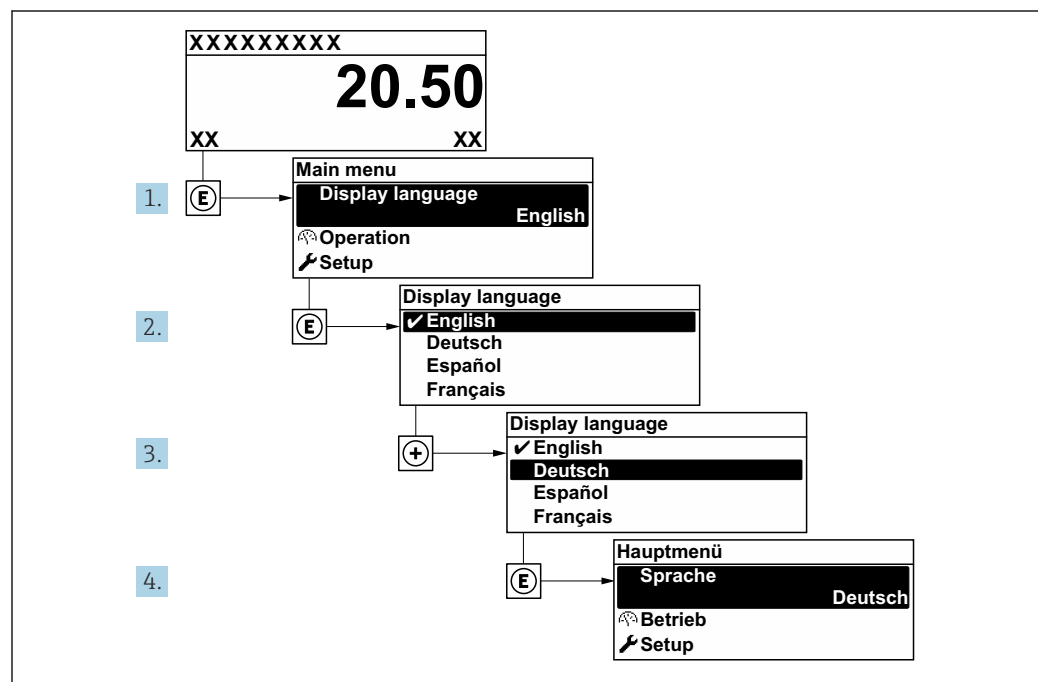 XXXXXXXXX
20.50
XX XX
1.
E
Main menu
Display language
English
Operation
Setup
2.
E
Display language
✔ English
Deutsch
Español
Français
3.
+
Display language
✔ English
Deutsch
Español
Français
4.
E
Hauptmenü
Sprache
Deutsch
Betrieb
Setup